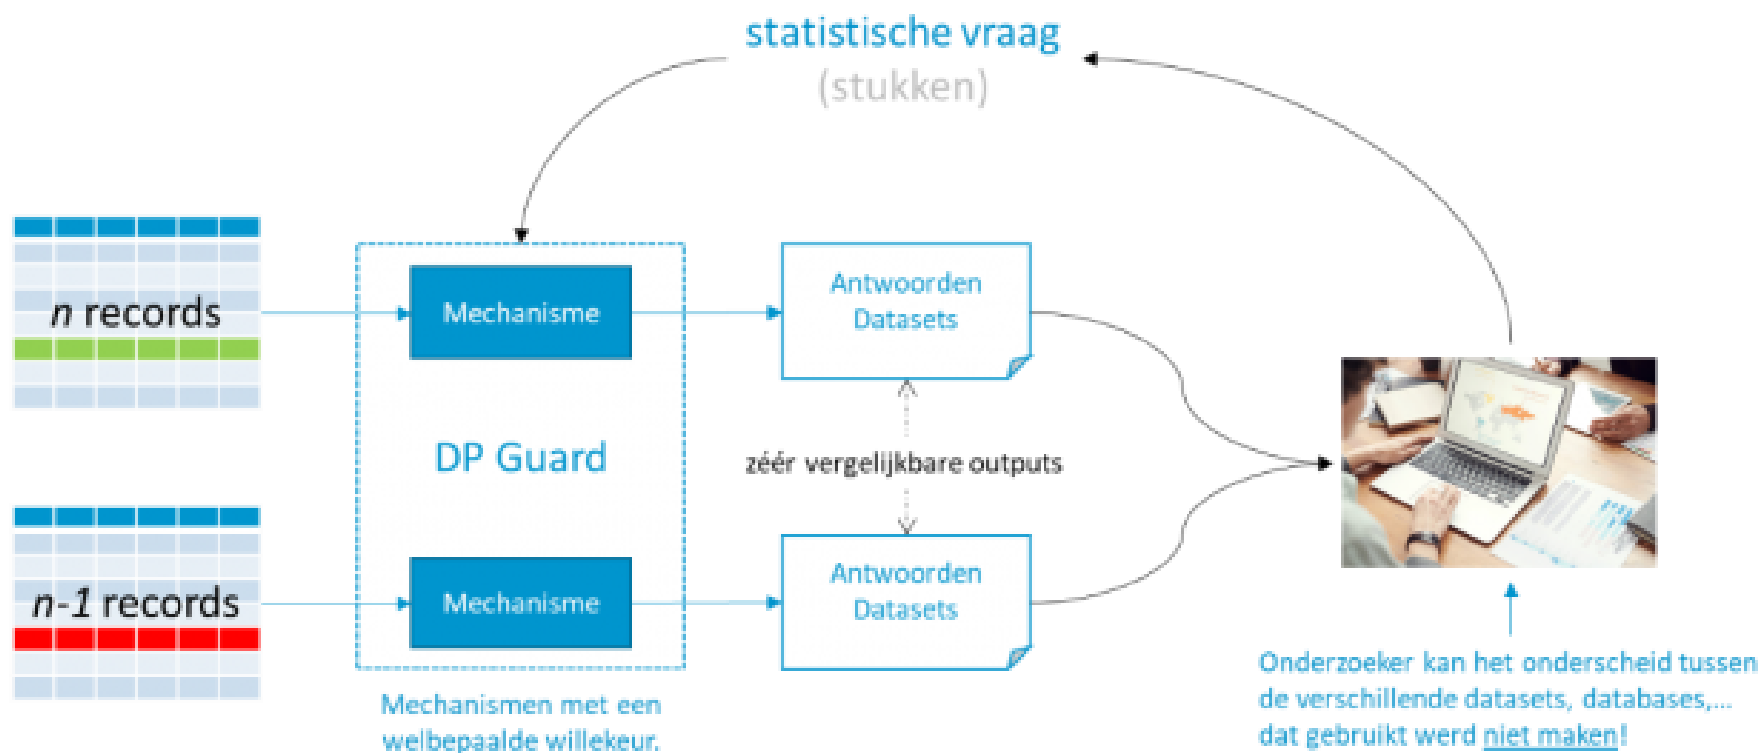 statistische vraag
(stukken)
n records
Mechanisme
Antwoorden
Datasets
DP Guard
zéér vergelijkbare outputs
n-1 records
Mechanisme
Antwoorden
Datasets
Mechanismen met een
welbepaalde willekeur.
Onderzoeker kan het onderscheid tussen
de verschillende datasets, databases,...
dat gebruikt werd niet maken!